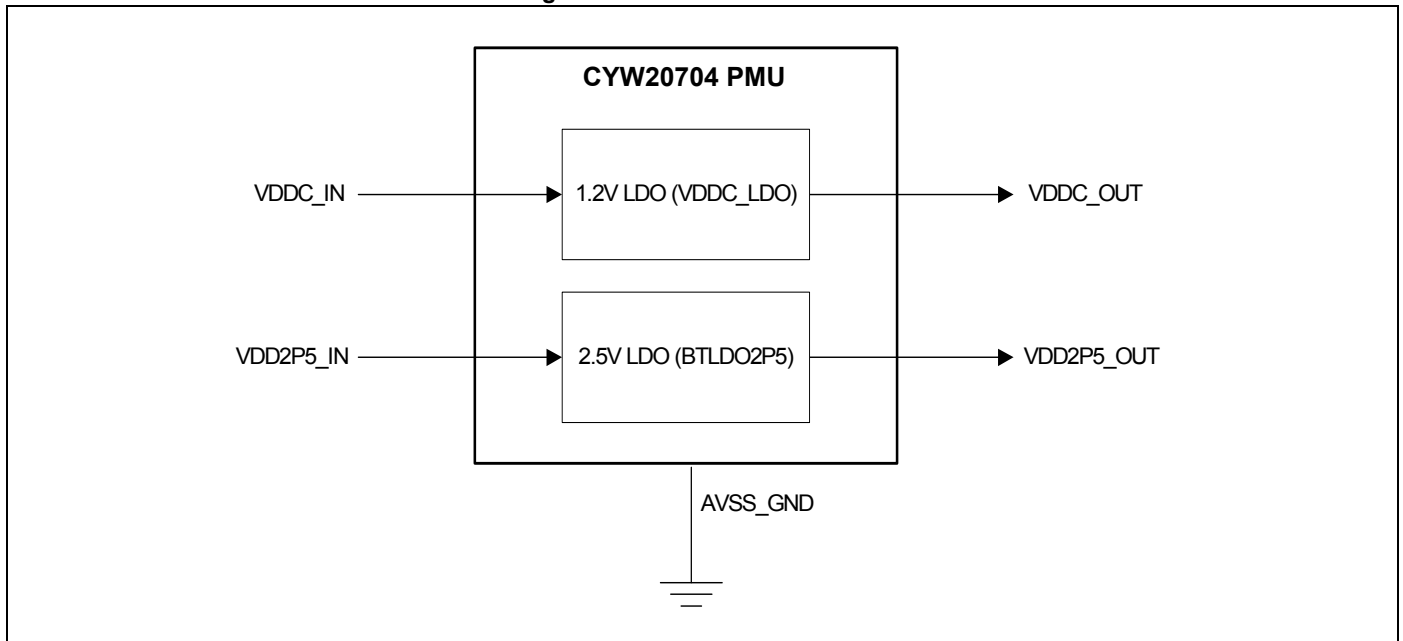 CYW20704 PMU
VDDC_IN
1.2V LDO (VDDC_LDO)
VDDC_OUT
VDD2P5_IN
2.5V LDO (BTLDO2P5)
VDD2P5_OUT
AVSS_GND